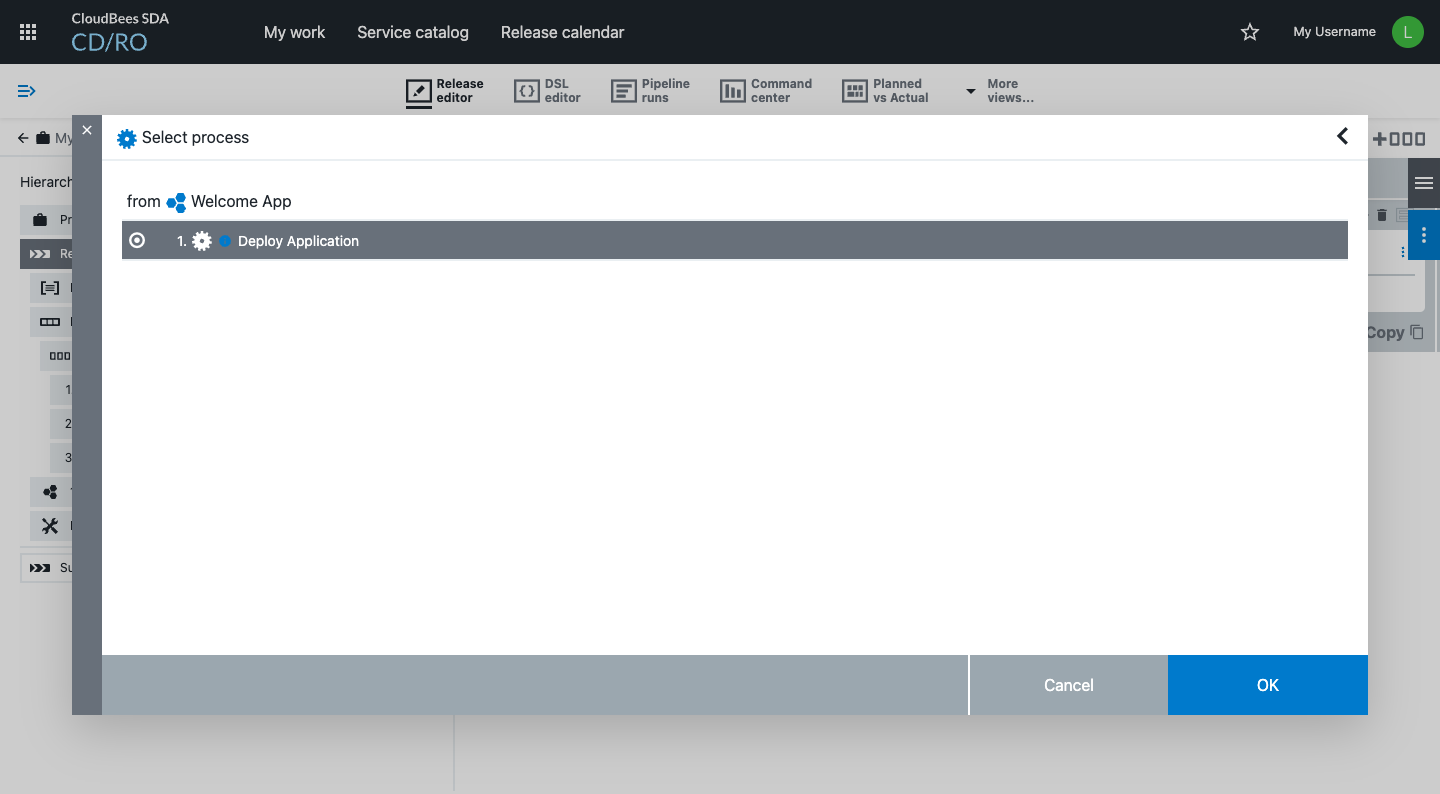 CloudBees SDA
CD/RO
My work
Service catalog
Release calendar
My Username
L
Release
editor
DSL
editor
Pipeline
runs
Command
center
Planned
vs Actual
More
views...
My
Select process
Hierarch
from Welcome App
Pr
1. Deploy Application
Re
Copy
1
2
3
Su
Cancel
OK